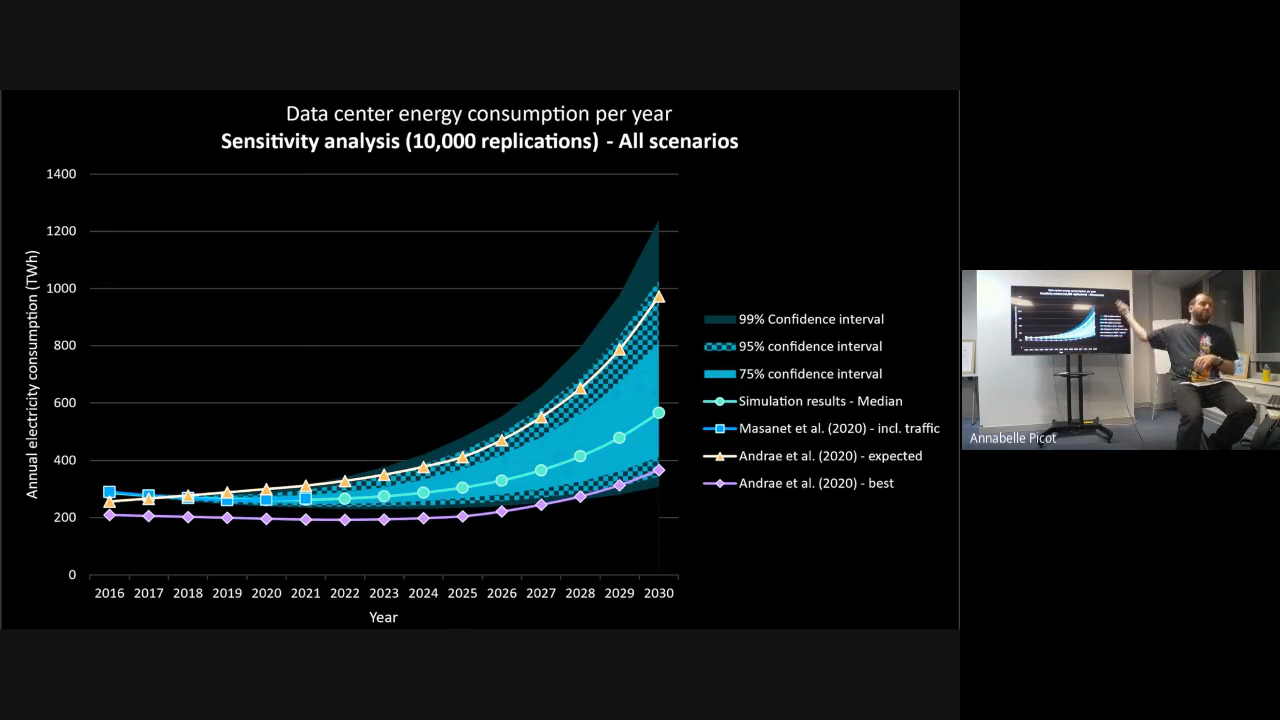 Data center energy consumption per year
Sensitivity analysis (10,000 replications) - All scenarios
Annual electricity consumption (TWh)
1400
1200
1000
800
600
400
200
0
2016 2017 2018 2019 2020 2021 2022 2023 2024 2025 2026 2027 2028 2029 2030
Year
99% Confidence interval
95% confidence interval
75% confidence interval
Simulation results - Median
Masanet et al. (2020) - incl. traffic
Andrae et al. (2020) - expected
Andrae et al. (2020) - best
Annabelle Picot